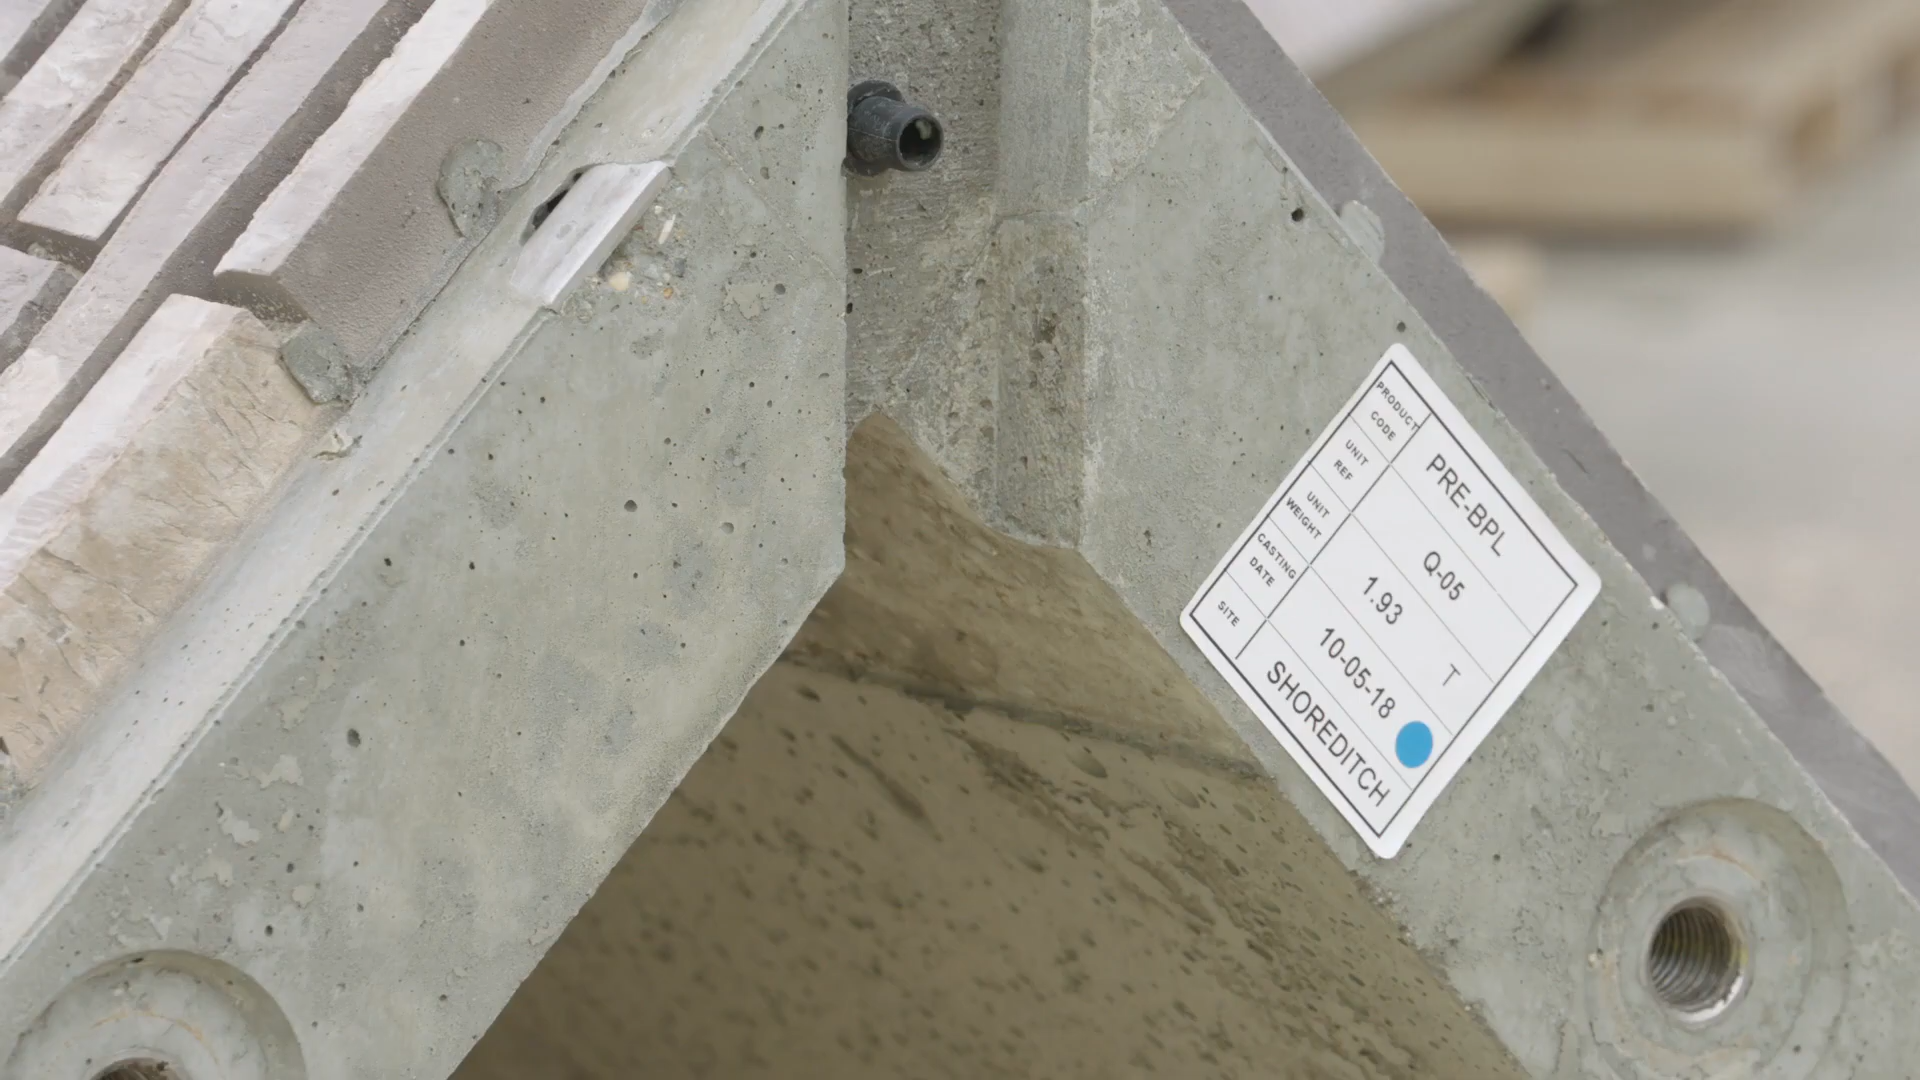 PRODUCT CODE PRE-BPL
UNIT REF Q-05
UNIT WEIGHT 1.93 T
CASTING DATE 10-05-18
SITE SHOREDITCH